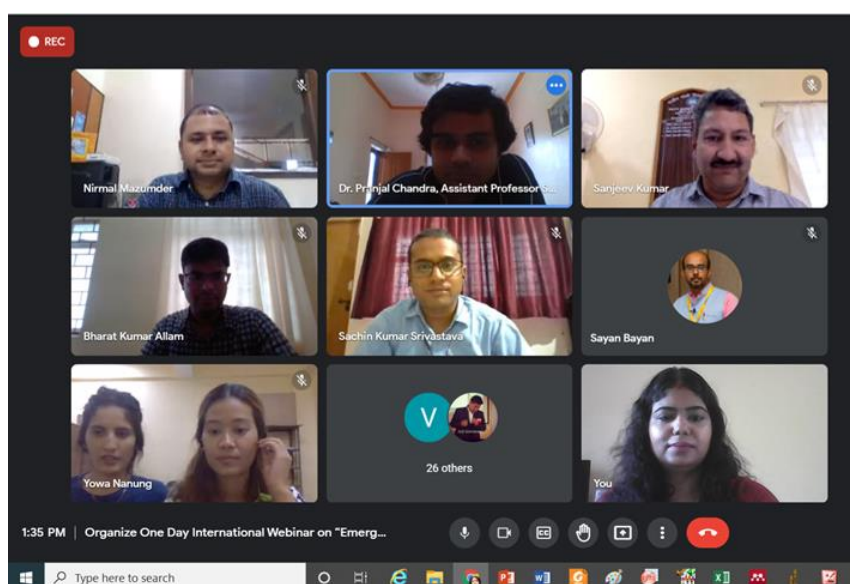 REC
Nirmal Mazumder
Dr. Pranjal Chandra, Assistant Professor S...
Sanjeev Kumar
Bharat Kumar Allam
Sachin Kumar Srivastava
Sayan Bayan
Yowa Nanung
V
26 others
You
1:35 PM | Organize One Day International Webinar on "Emerg...
CC
Type here to search